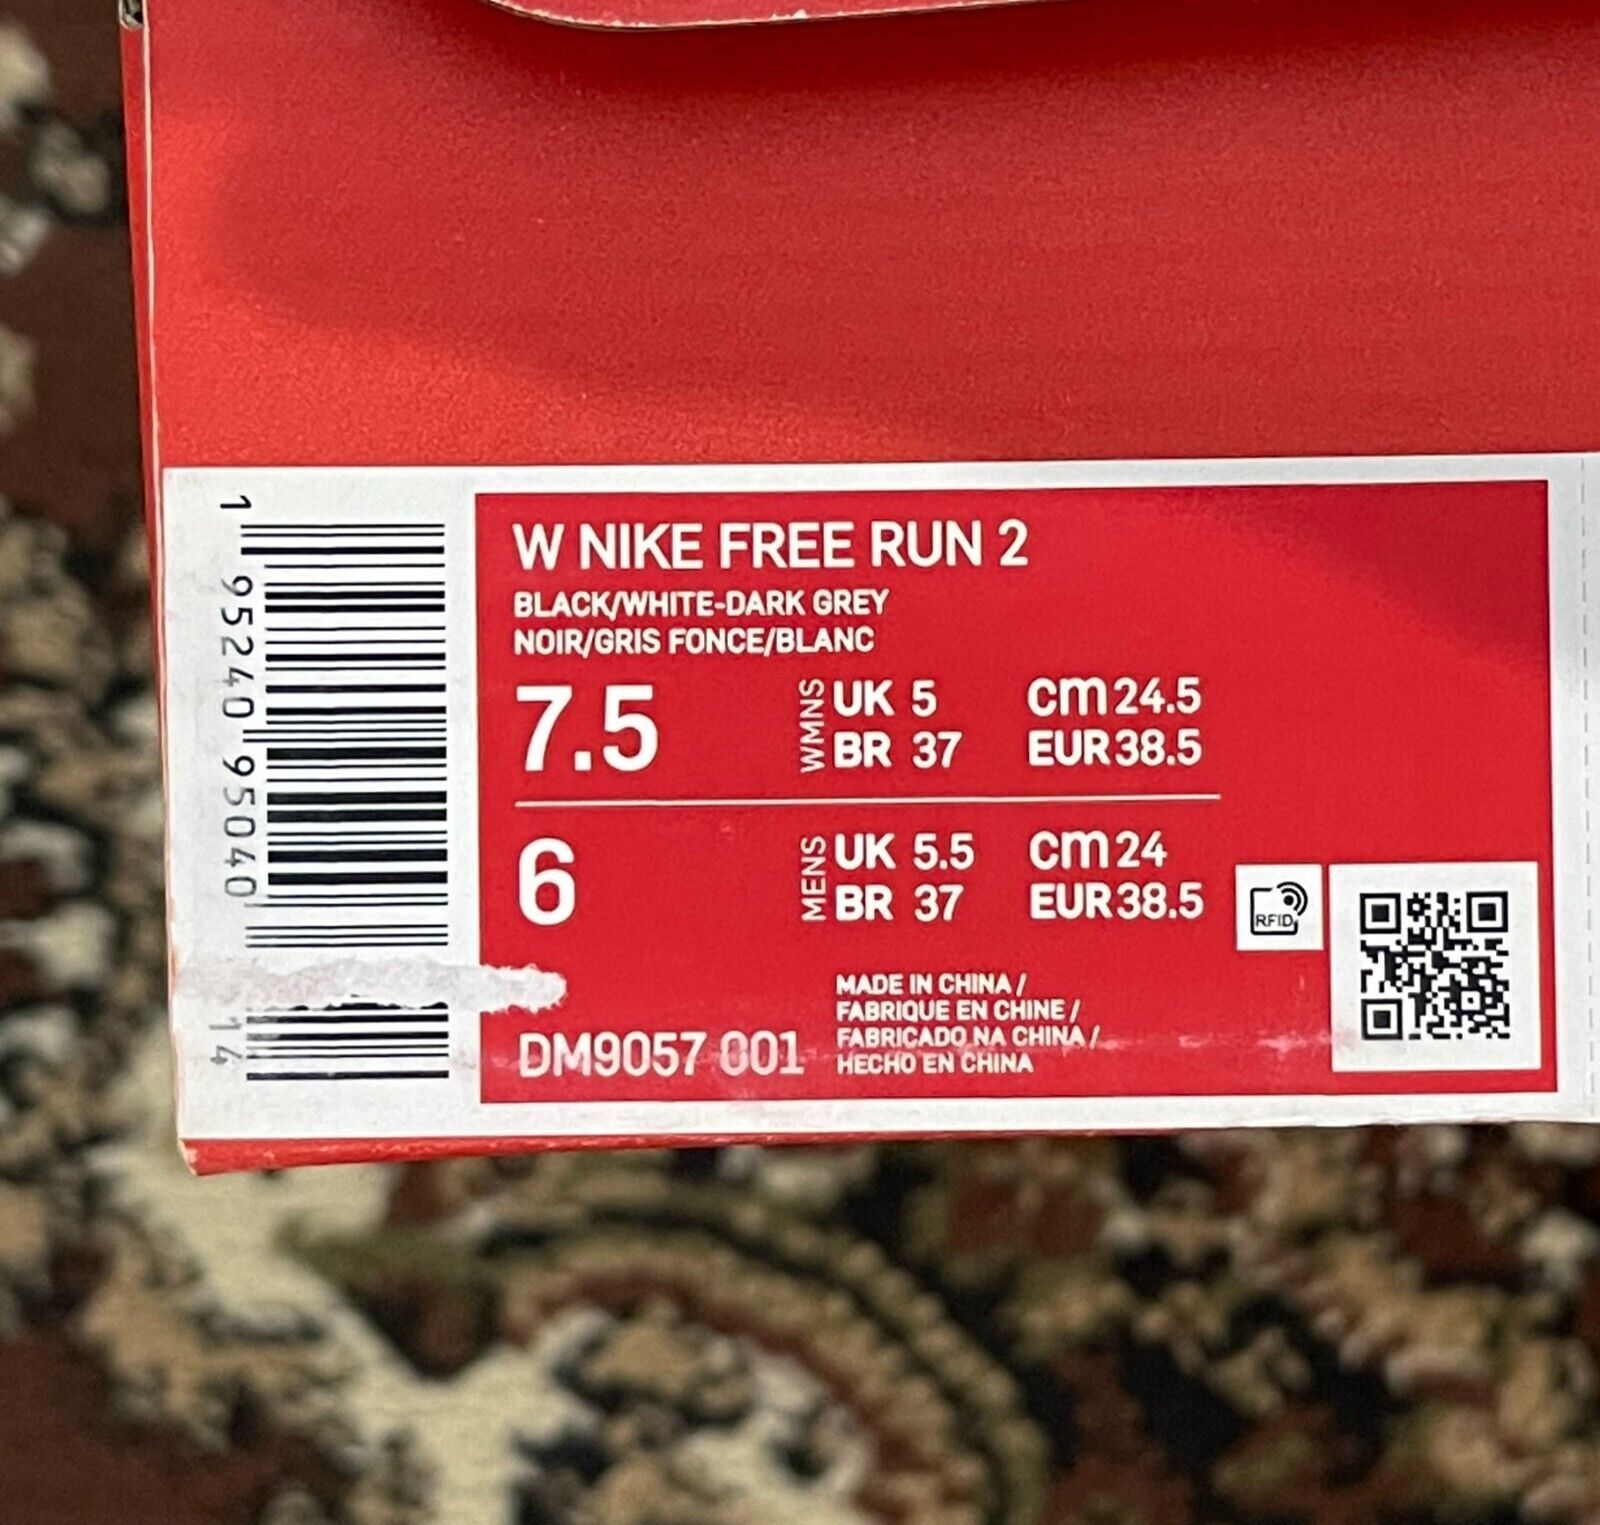 1 95240 95040
14
W NIKE FREE RUN 2
BLACK/WHITE-DARK GREY
NOIR/GRIS FONCE/BLANC
7.5 WMNS UK 5 cm 24.5
BR 37 EUR 38.5
6 MENS UK 5.5 cm 24
BR 37 EUR 38.5
RFID
MADE IN CHINA /
FABRIQUE EN CHINE /
FABRICADO NA CHINA /
HECHO EN CHINA
DM9057 001